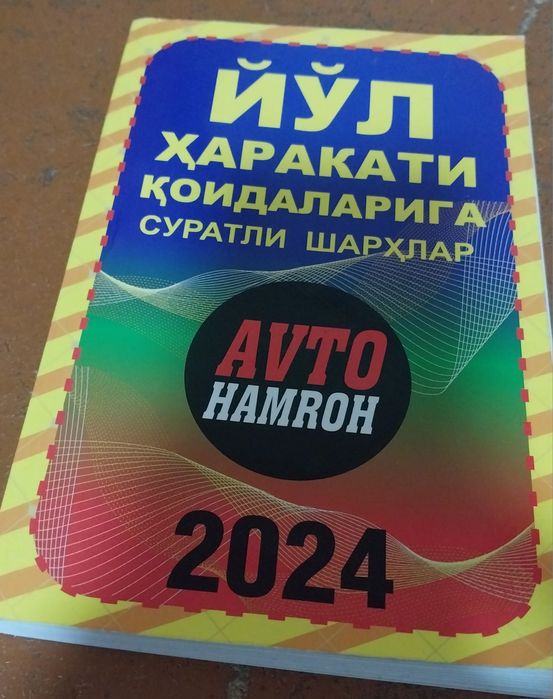 ЙЎЛ
ҲАРАКАТИ
ҚОИДАЛАРИГА
СУРАТЛИ ШАРҲЛАР
AVTO
HAMROH
2024